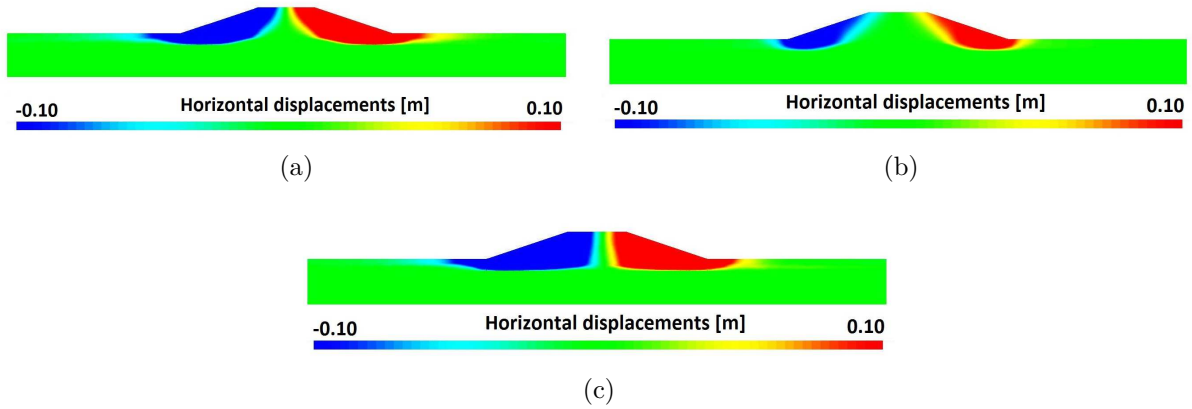 -0.10 Horizontal displacements [m] 0.10
(a)
-0.10 Horizontal displacements [m] 0.10
(b)
-0.10 Horizontal displacements [m] 0.10
(c)